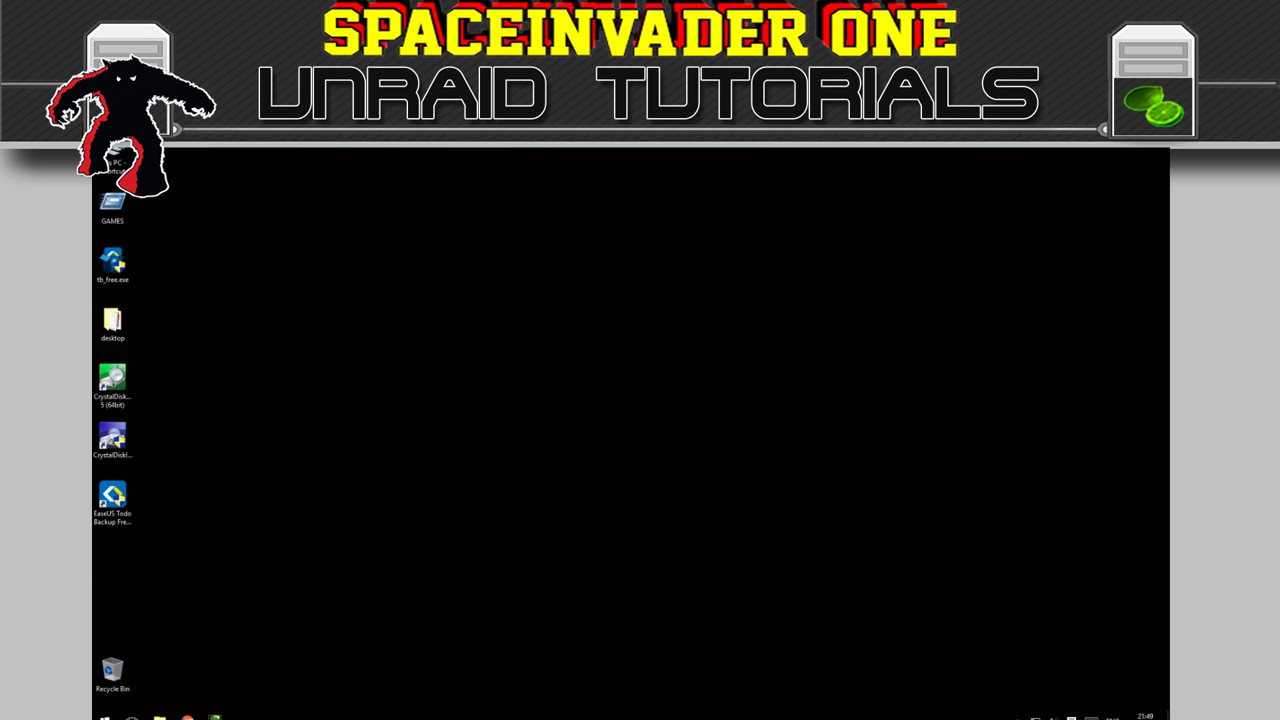 SPACEINVADER ONE
UNRAID TUTORIALS
PC -
GAMES
tb_free.exe
desktop
CrystalDisk...
5 (64bit)
CrystalDiskI...
EaseUS Todo
Backup Fre...
Recycle Bin
21:49